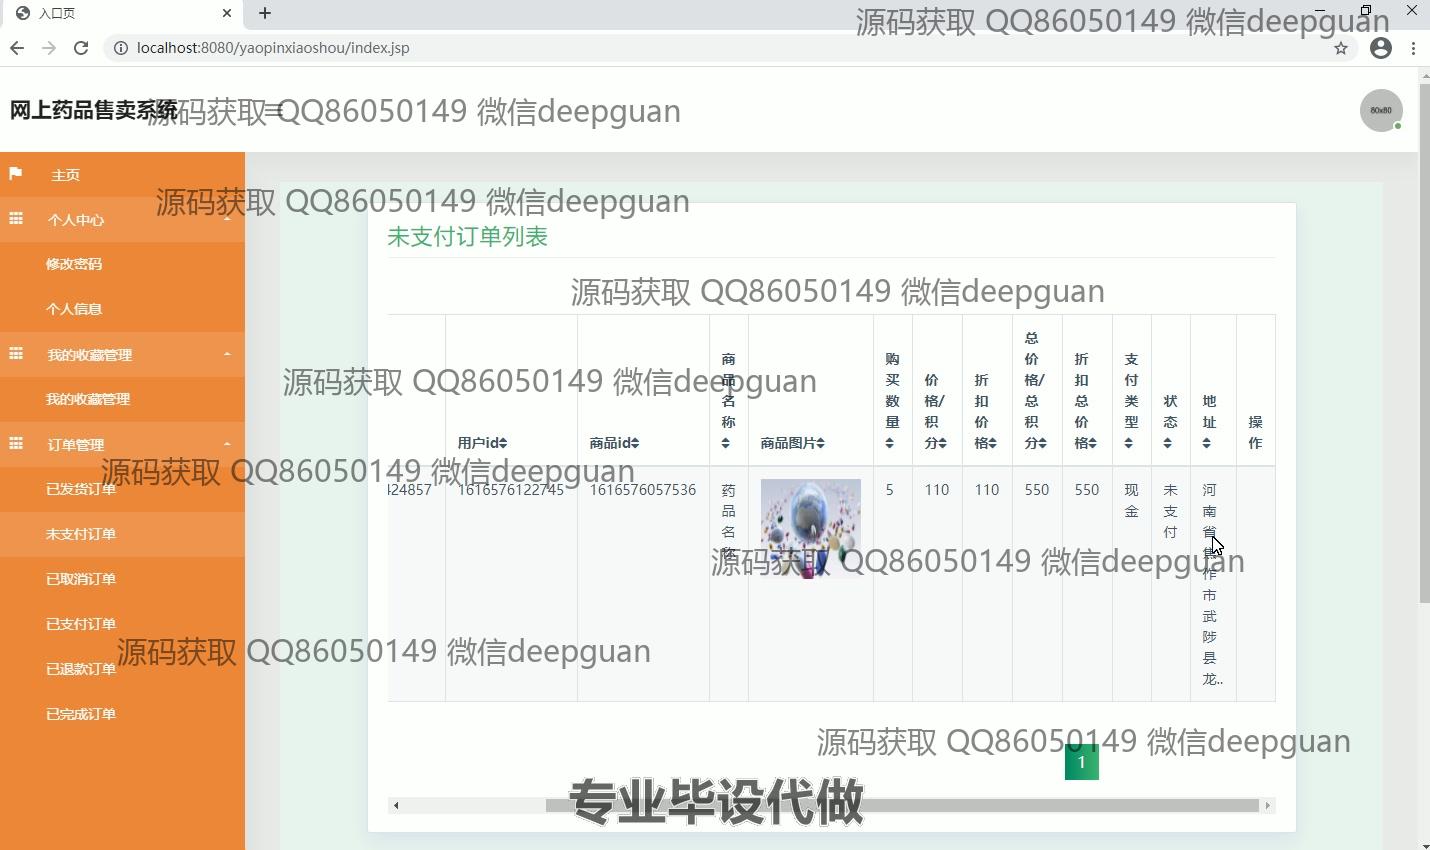 入口页
localhost:8080/yaopinxiaoshou/index.jsp
源码获取 QQ86050149 微信deepguan
网上药品售卖系统
源码获取 QQ86050149 微信deepguan
80x80
主页
源码获取 QQ86050149 微信deepguan
个人中心
修改密码
个人信息
我的收藏管理
我的收藏管理
订单管理
已发货订单
未支付订单
已取消订单
已支付订单
已退款订单
已完成订单
未支付订单列表
源码获取 QQ86050149 微信deepguan
源码获取 QQ86050149 微信deepguan
用户id 商品id 商品名称 商品图片 购买数量 价格/积分 折扣价格 总价格/总积分 折扣总价格 支付类型 状态 地址 操作
源码获取 QQ86050149 微信deepguan
424857 1616576122745 1616576057536 药品名称 5 110 110 550 550 现金 未支付 河南省焦作市武陟县龙..
源码获取 QQ86050149 微信deepguan
源码获取 QQ86050149 微信deepguan
源码获取 QQ86050149 微信deepguan
1
专业毕设代做